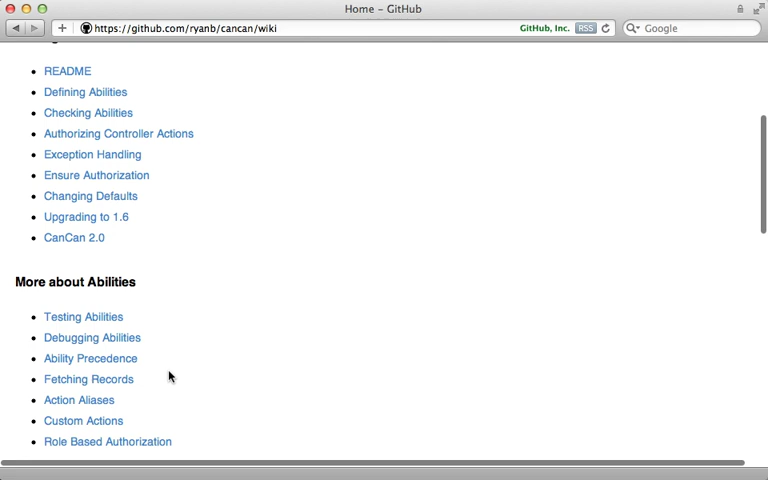 Home – GitHub
https://github.com/ryanb/cancan/wiki
GitHub, Inc.
RSS
Google
README
Defining Abilities
Checking Abilities
Authorizing Controller Actions
Exception Handling
Ensure Authorization
Changing Defaults
Upgrading to 1.6
CanCan 2.0
More about Abilities
Testing Abilities
Debugging Abilities
Ability Precedence
Fetching Records
Action Aliases
Custom Actions
Role Based Authorization